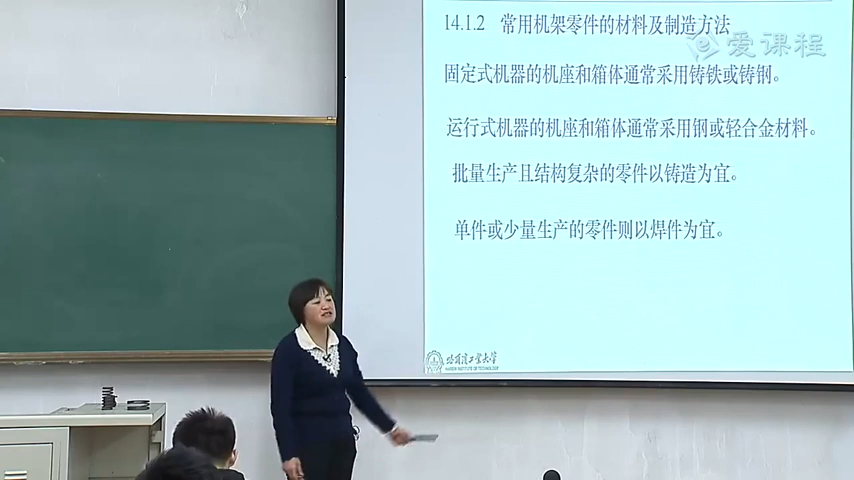 14.1.2 常用机架零件的材料及制造方法
爱课程
固定式机器的机座和箱体通常采用铸铁或铸钢。
运行式机器的机座和箱体通常采用钢或轻合金材料。
批量生产且结构复杂的零件以铸造为宜。
单件或少量生产的零件则以焊件为宜。
哈尔滨工业大学
HARBIN INSTITUTE OF TECHNOLOGY